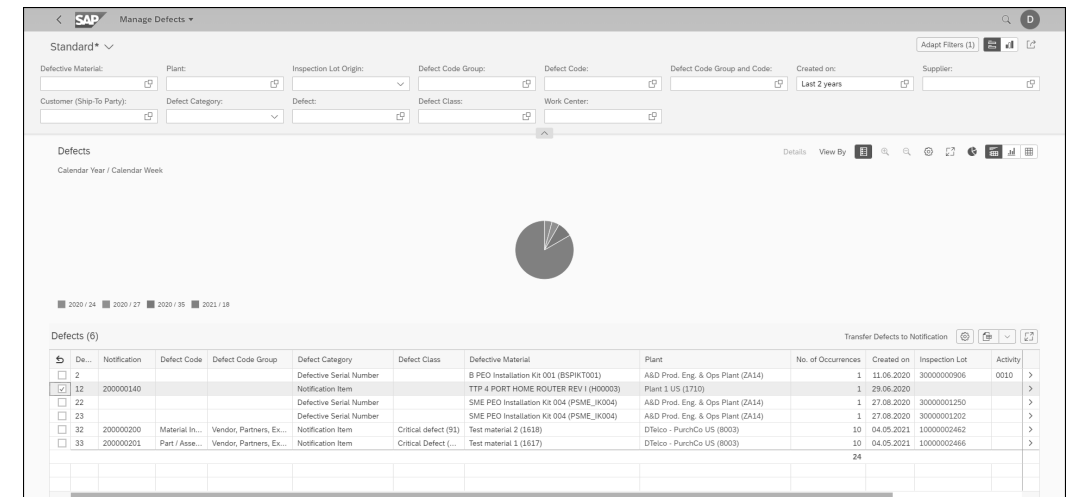 SAP Manage Defects
D
Standard*
Adapt Filters (1)
Defective Material: Plant: Inspection Lot Origin: Defect Code Group: Defect Code: Defect Code Group and Code: Created on: Supplier:
Last 2 years
Customer (Ship-To Party): Defect Category: Defect: Defect Class: Work Center:
Defects
Details View By
Calendar Year / Calendar Week
2020 / 24 2020 / 27 2020 / 35 2021 / 18
Defects (6)
Transfer Defects to Notification
De... Notification Defect Code Defect Code Group Defect Category Defect Class Defective Material Plant No. of Occurrences Created on Inspection Lot Activity
2 Defective Serial Number B PEO Installation Kit 001 (BSPIKT001) A&D Prod. Eng. & Ops Plant (ZA14) 1 11.06.2020 30000000906 0010
12 200000140 Notification Item TTP 4 PORT HOME ROUTER REV I (H00003) Plant 1 US (1710) 1 29.06.2020
22 Defective Serial Number SME PEO Installation Kit 004 (PSME_IK004) A&D Prod. Eng. & Ops Plant (ZA14) 1 27.08.2020 30000001250
23 Defective Serial Number SME PEO Installation Kit 004 (PSME_IK004) A&D Prod. Eng. & Ops Plant (ZA14) 1 27.08.2020 30000001202
32 200000200 Material In... Vendor, Partners, Ex... Notification Item Critical defect (91) Test material 2 (1618) DTelco - PurchCo US (8003) 10 04.05.2021 10000002462
33 200000201 Part / Asse... Vendor, Partners, Ex... Notification Item Critical Defect (... Test material 1 (1617) DTelco - PurchCo US (8003) 10 04.05.2021 10000002466
24